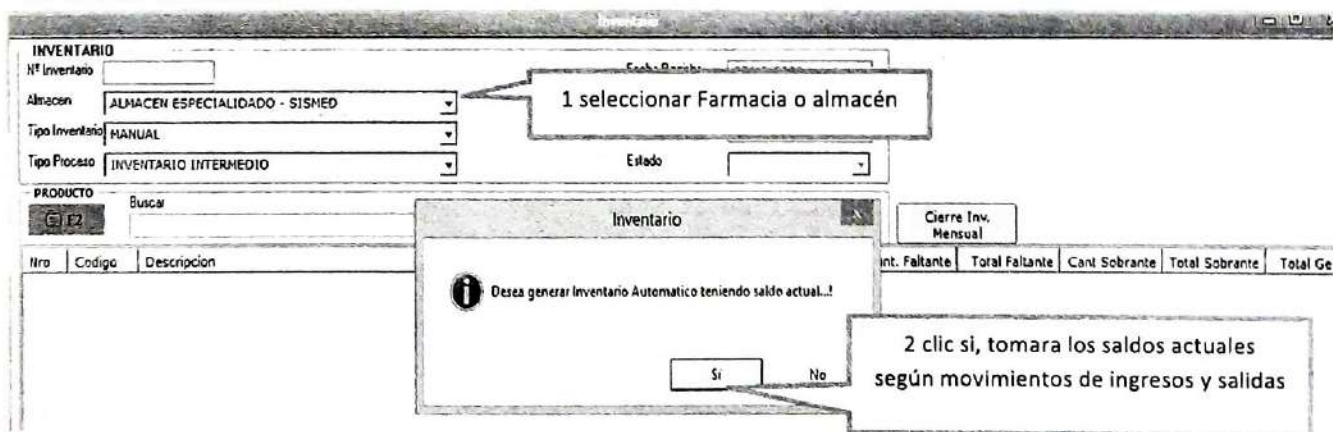 Inventario
INVENTARIO
Nº Inventario
1 seleccionar Farmacia o almacén
Almacen ALMACEN ESPECIALIDADO - SISMED
Tipo Inventario MANUAL
Tipo Proceso INVENTARIO INTERMEDIO Estado
PRODUCTO
F2 Buscar
Inventario
Cierre Inv.
Mensual
Nro Codigo Descripcion nt. Faltante Total Faltante Cant Sobrante Total Sobrante Total Ge
Desea generar Inventario Automatico teniendo saldo actual...!
Si No
2 clic si, tomara los saldos actuales
según movimientos de ingresos y salidas